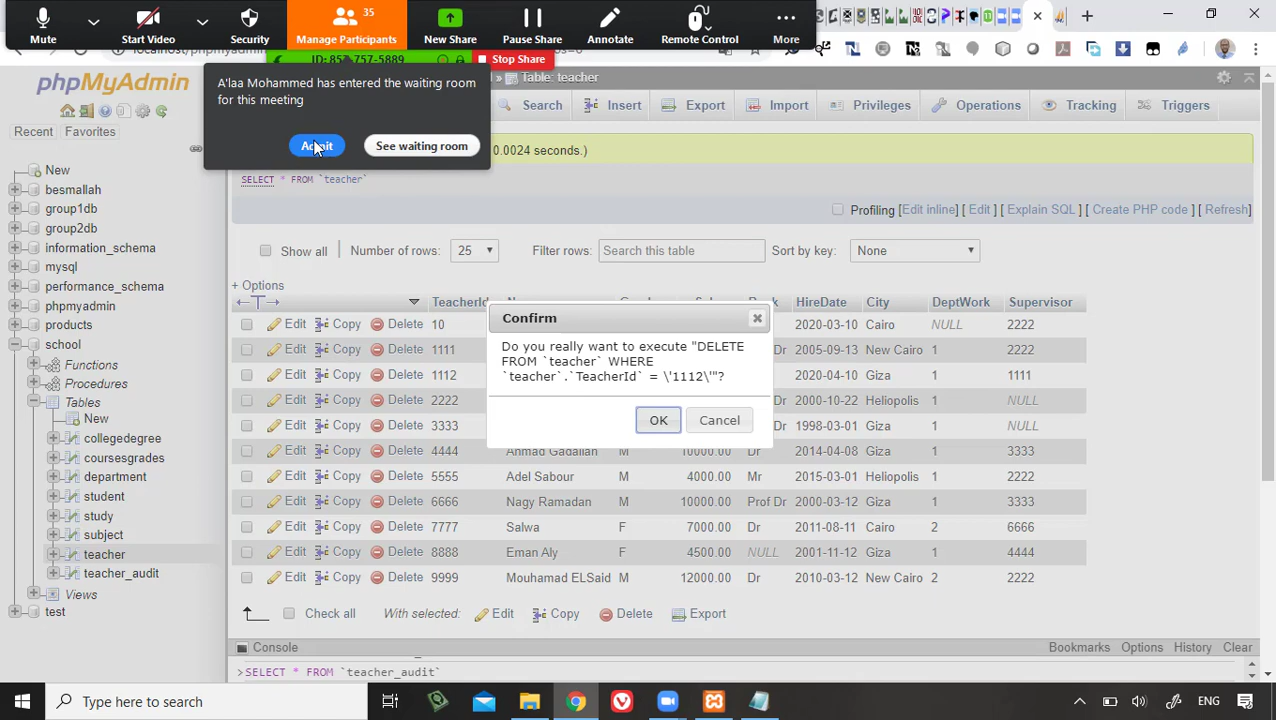 Mute
Start Video
Security
35
Manage Participants
New Share
Pause Share
Annotate
Remote Control
More
Stop Share
A'laa Mohammed has entered the waiting room
for this meeting
Admit
See waiting room
phpMyAdmin
Recent
Favorites
Table: teacher
Search
Insert
Export
Import
Privileges
Operations
Tracking
Triggers
0.0024 seconds.)
SELECT * FROM `teacher`
Profiling [Edit inline] [ Edit ] [ Explain SQL ] [ Create PHP code ] [ Refresh]
Show all
Number of rows: 25
Filter rows: Search this table
Sort by key: None
+ Options
TeacherId HireDate City DeptWork Supervisor
Edit Copy Delete 10 2020-03-10 Cairo NULL 2222
Edit Copy Delete 1111 2005-09-13 New Cairo 1 2222
Edit Copy Delete 1112 2020-04-10 Giza 1 1111
Edit Copy Delete 2222 2000-10-22 Heliopolis 1 NULL
Edit Copy Delete 3333 1998-03-01 Giza 1 NULL
Edit Copy Delete 4444 Ahmad Gadallah M 10000.00 Dr 2014-04-08 Giza 1 3333
Edit Copy Delete 5555 Adel Sabour M 4000.00 Mr 2015-03-01 Heliopolis 1 4444
Edit Copy Delete 6666 Nagy Ramadan M 10000.00 Prof Dr 2000-03-12 Giza 1 3333
Edit Copy Delete 7777 Salwa F 7000.00 Dr 2011-08-11 Cairo 2 6666
Edit Copy Delete 8888 Eman Aly F 4500.00 NULL 2001-11-12 Giza 1 4444
Edit Copy Delete 9999 Mouhamad ELSaid M 12000.00 Dr 2010-03-12 New Cairo 2 2222
Check all
With selected:
Edit
Copy
Delete
Export
Confirm
Do you really want to execute "DELETE
FROM `teacher` WHERE
`teacher`.`TeacherId` = \'1112\'"?
OK
Cancel
New
besmallah
group1db
group2db
information_schema
mysql
performance_schema
phpmyadmin
products
school
Functions
Procedures
Tables
New
collegedegree
coursesgrades
department
student
study
subject
teacher
teacher_audit
Views
test
Console
Bookmarks
Options
History
Clear
>SELECT * FROM `teacher_audit`
Type here to search
ENG